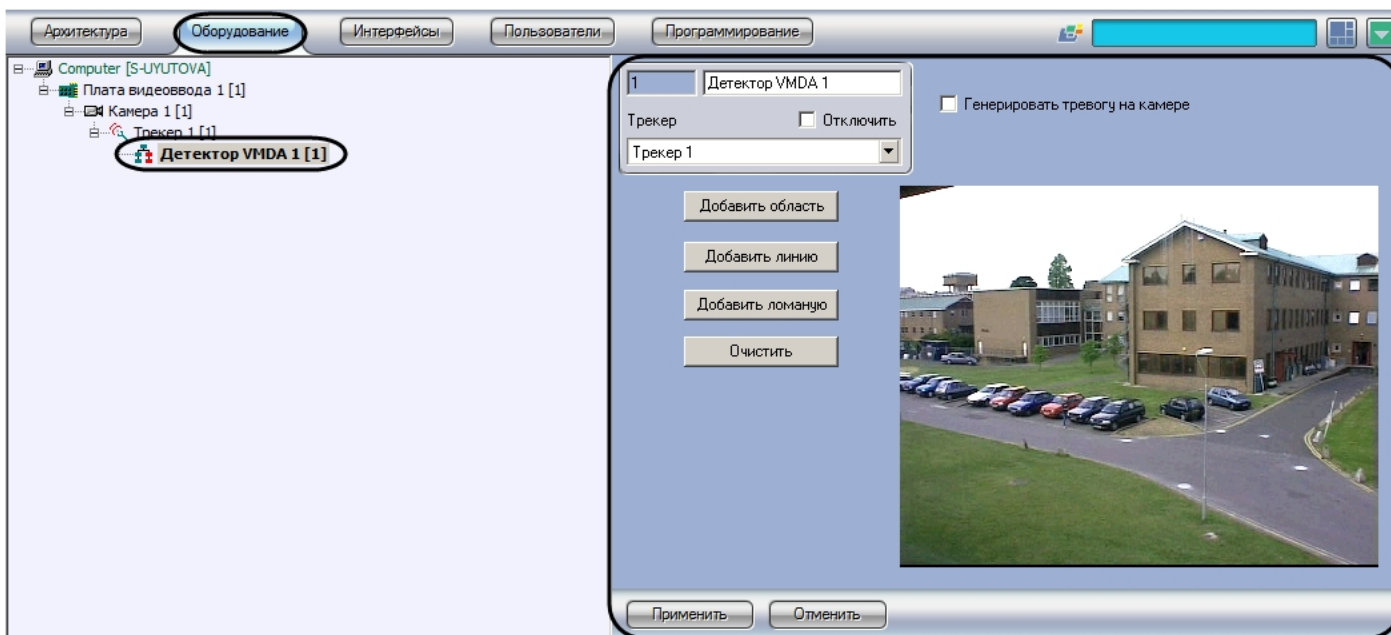 Архитектура
Оборудование
Интерфейсы
Пользователи
Программирование
Computer [S-UYUTOVA]
Плата видеоввода 1 [1]
Камера 1 [1]
Трекер 1 [1]
Детектор VMDA 1 [1]
1
Детектор VMDA 1
Трекер
Отключить
Трекер 1
Генерировать тревогу на камере
Добавить область
Добавить линию
Добавить ломаную
Очистить
Применить
Отменить